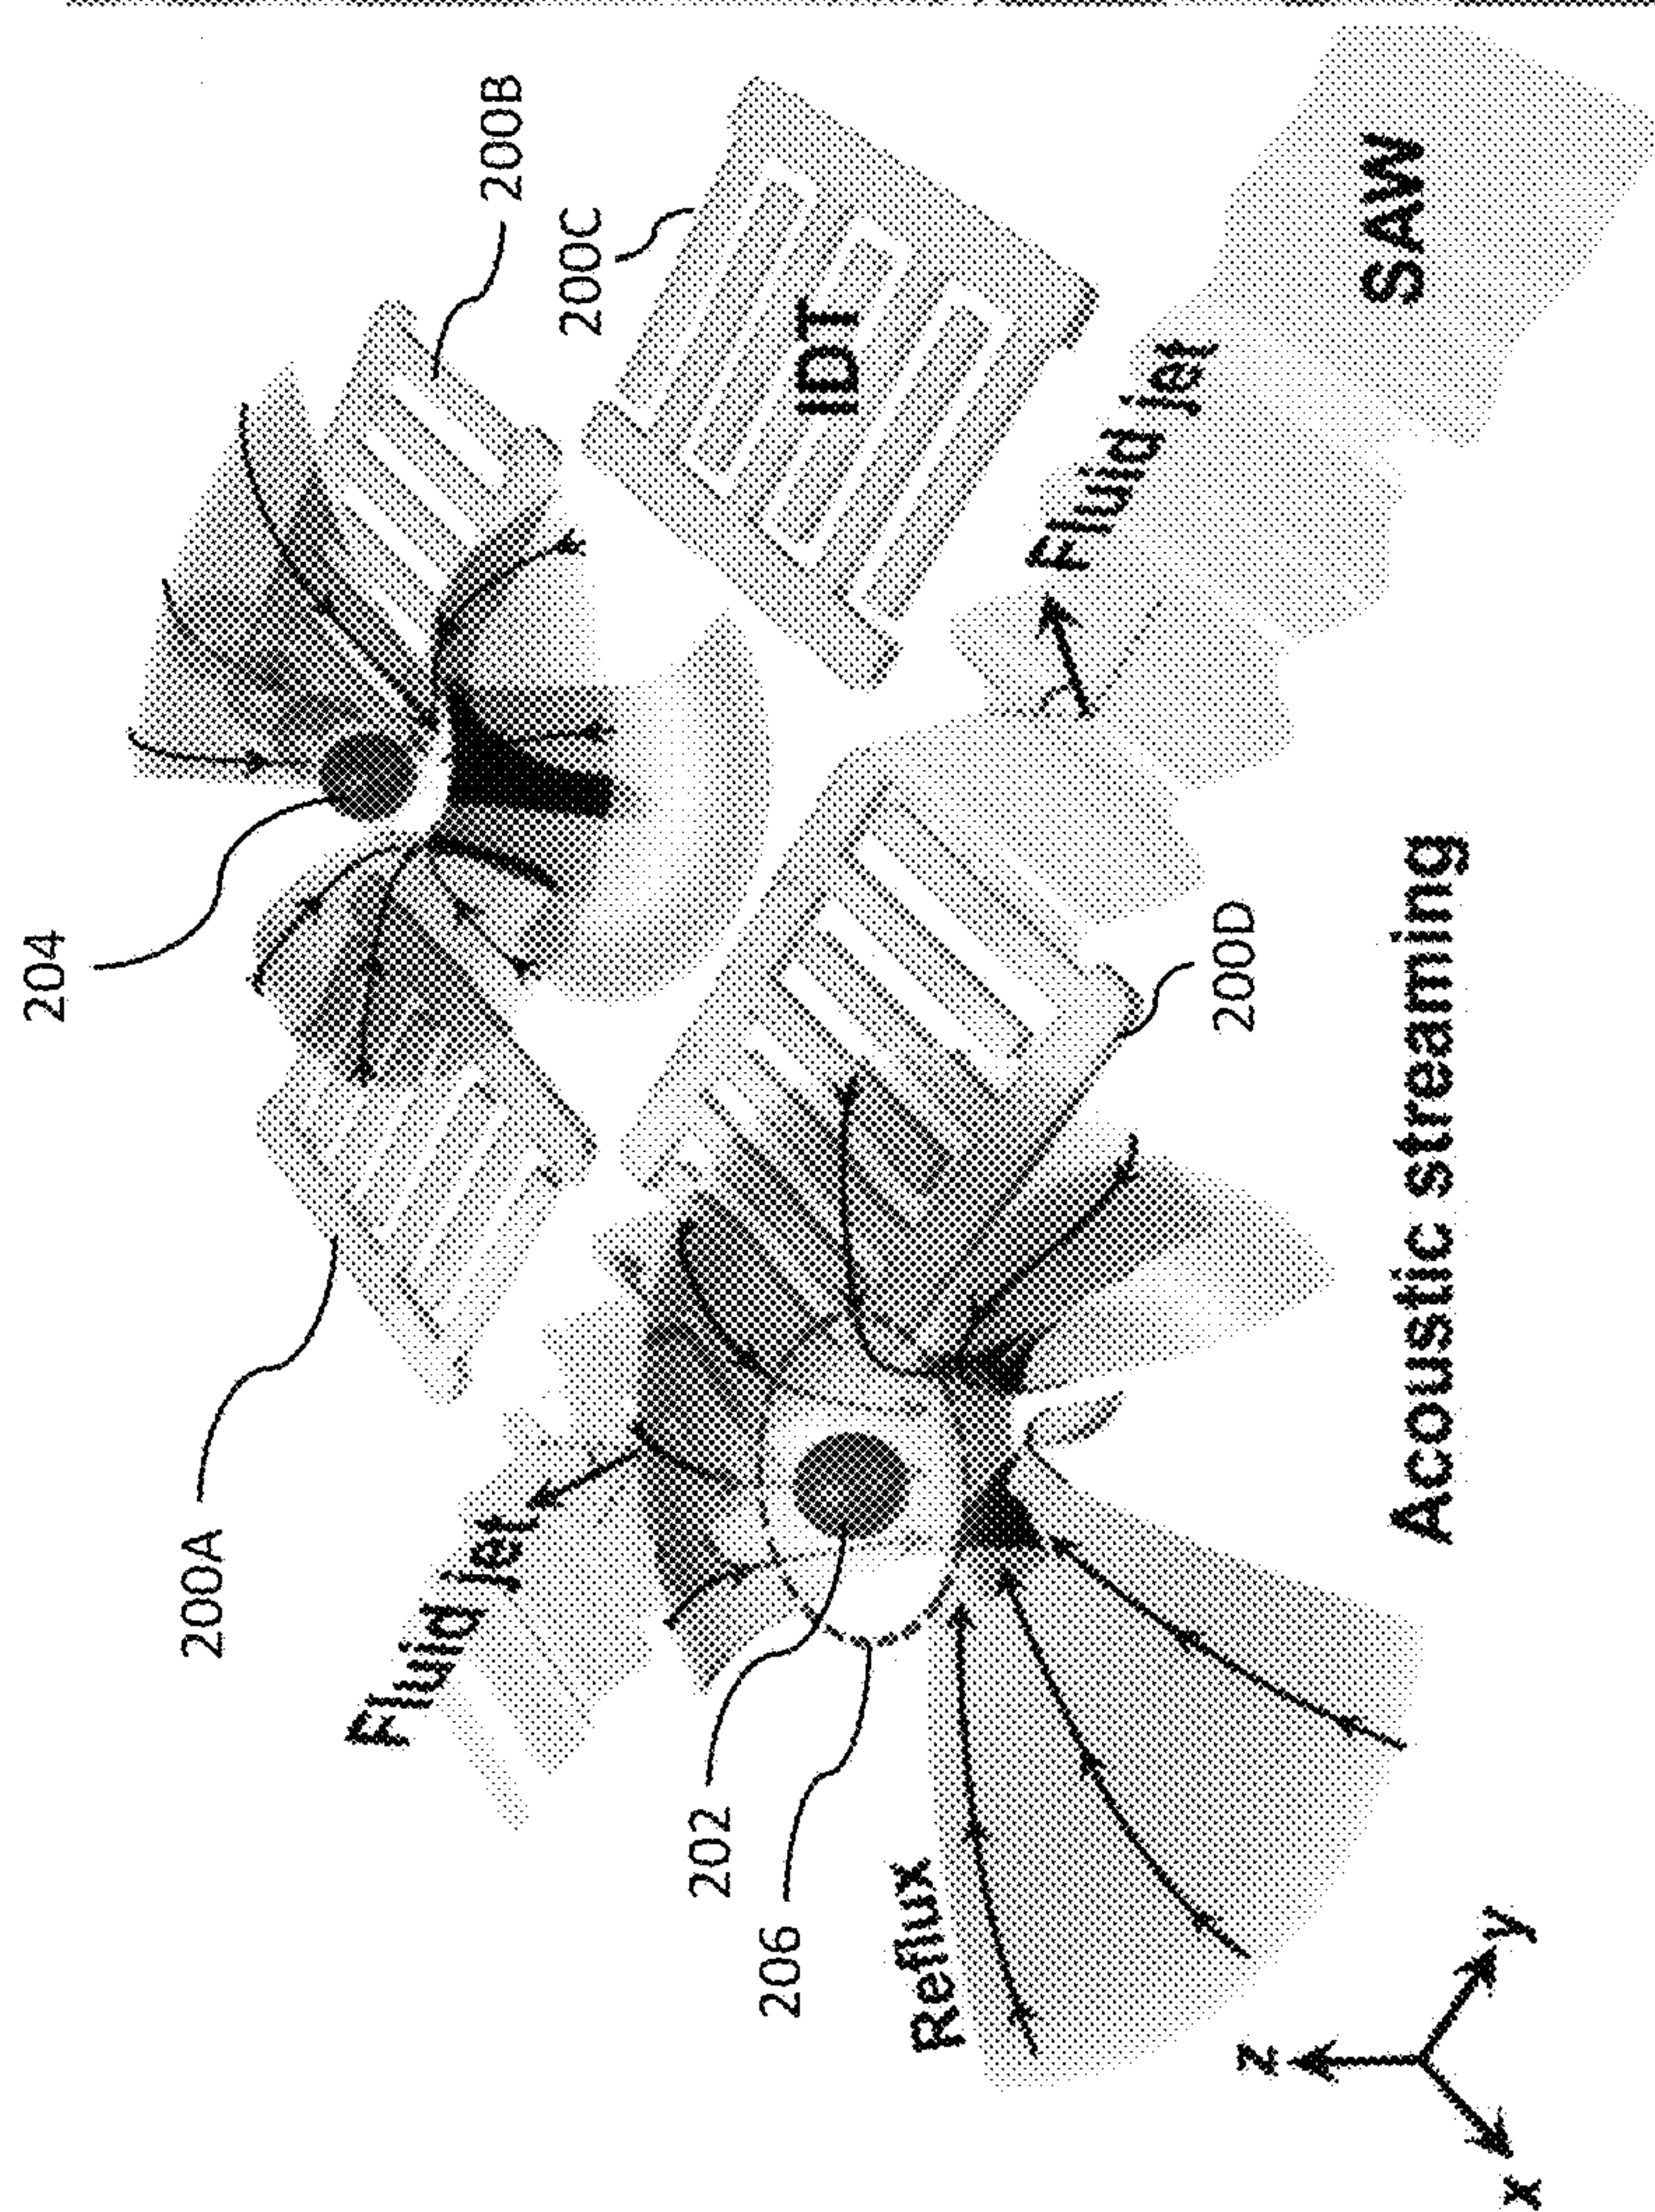 204
200A
200B
200C
Fluid jet
IDT
202
206
Fluid jet
Reflux
200D
SAW
Acoustic streaming
z
x
y